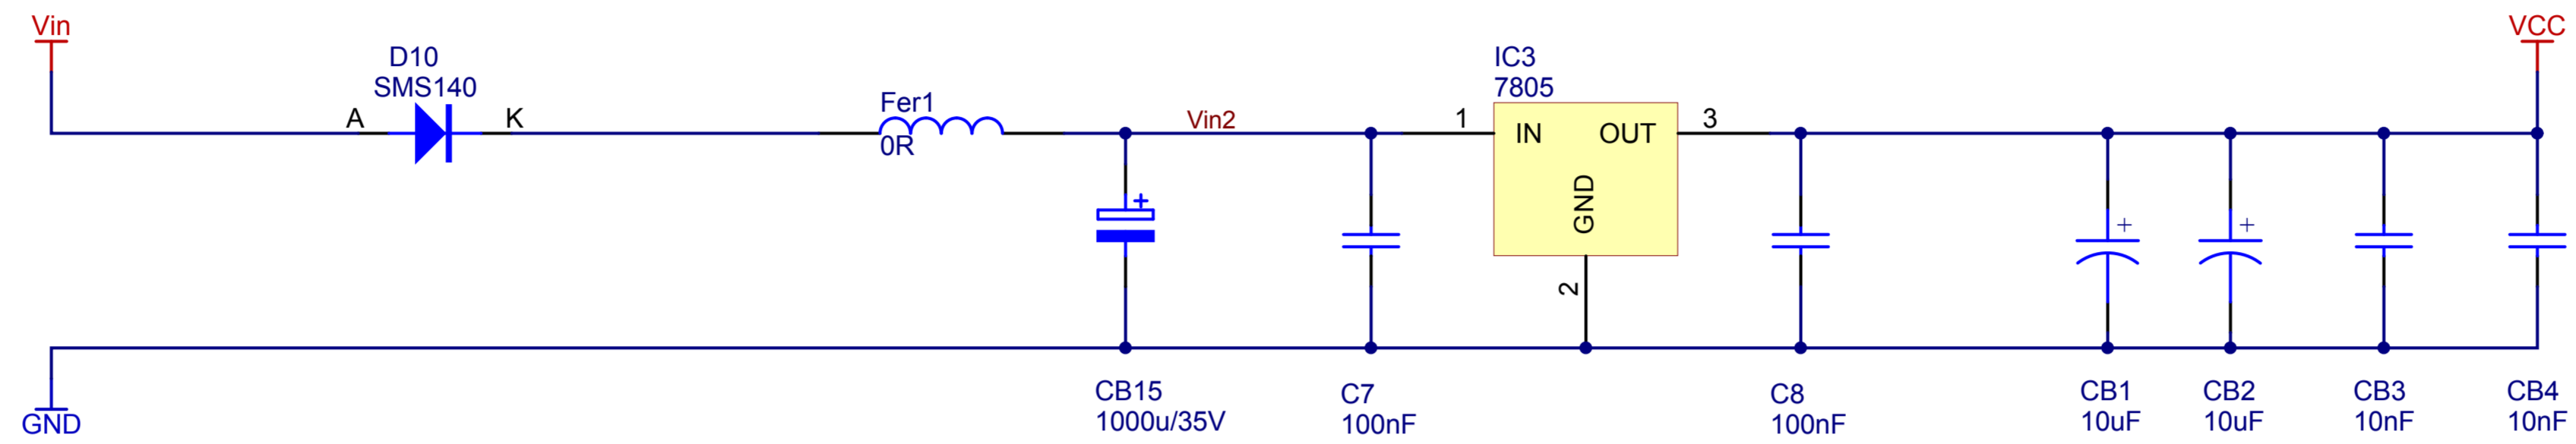 Vin
D10
SMS140
A
K
Fer1
0R
Vin2
CB15
1000u/35V
C7
100nF
IC3
7805
1
IN
OUT
3
GND
2
C8
100nF
CB1
10uF
CB2
10uF
CB3
10nF
CB4
10nF
VCC
GND
+
+
+